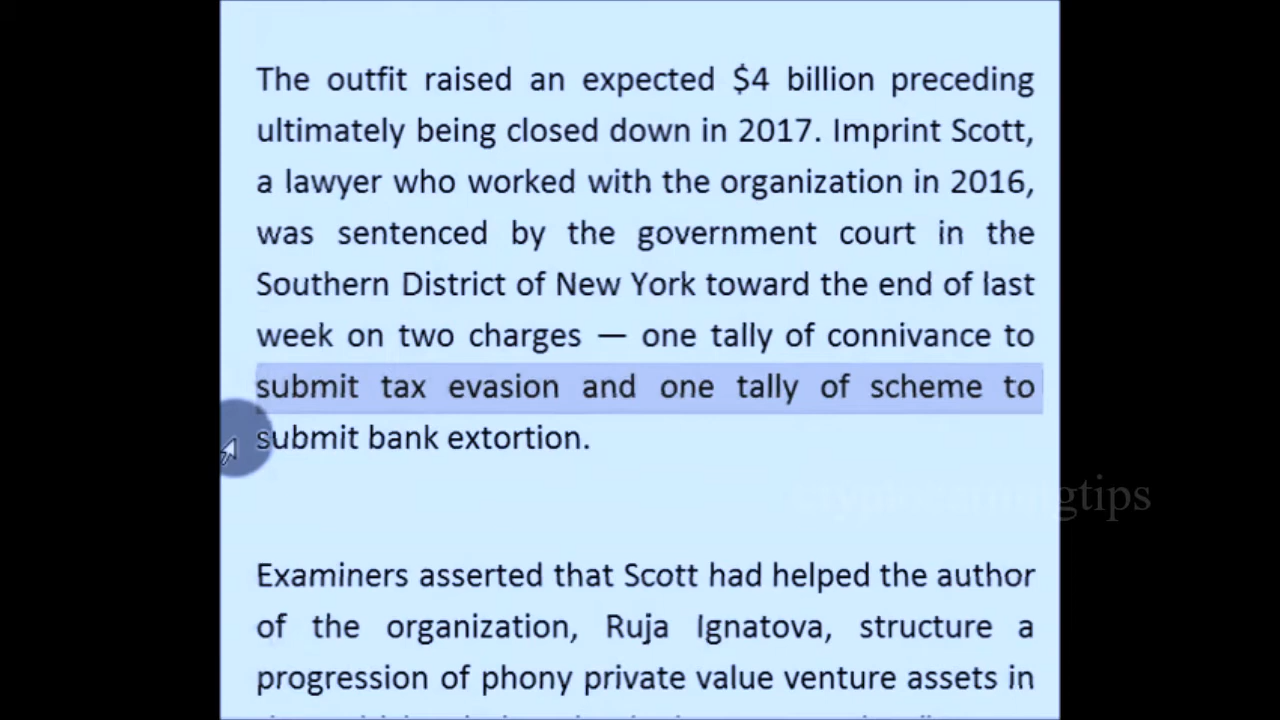 The outfit raised an expected $4 billion preceding
ultimately being closed down in 2017. Imprint Scott,
a lawyer who worked with the organization in 2016,
was sentenced by the government court in the
Southern District of New York toward the end of last
week on two charges — one tally of connivance to
submit tax evasion and one tally of scheme to
submit bank extortion.
Examiners asserted that Scott had helped the author
of the organization, Ruja Ignatova, structure a
progression of phony private value venture assets in